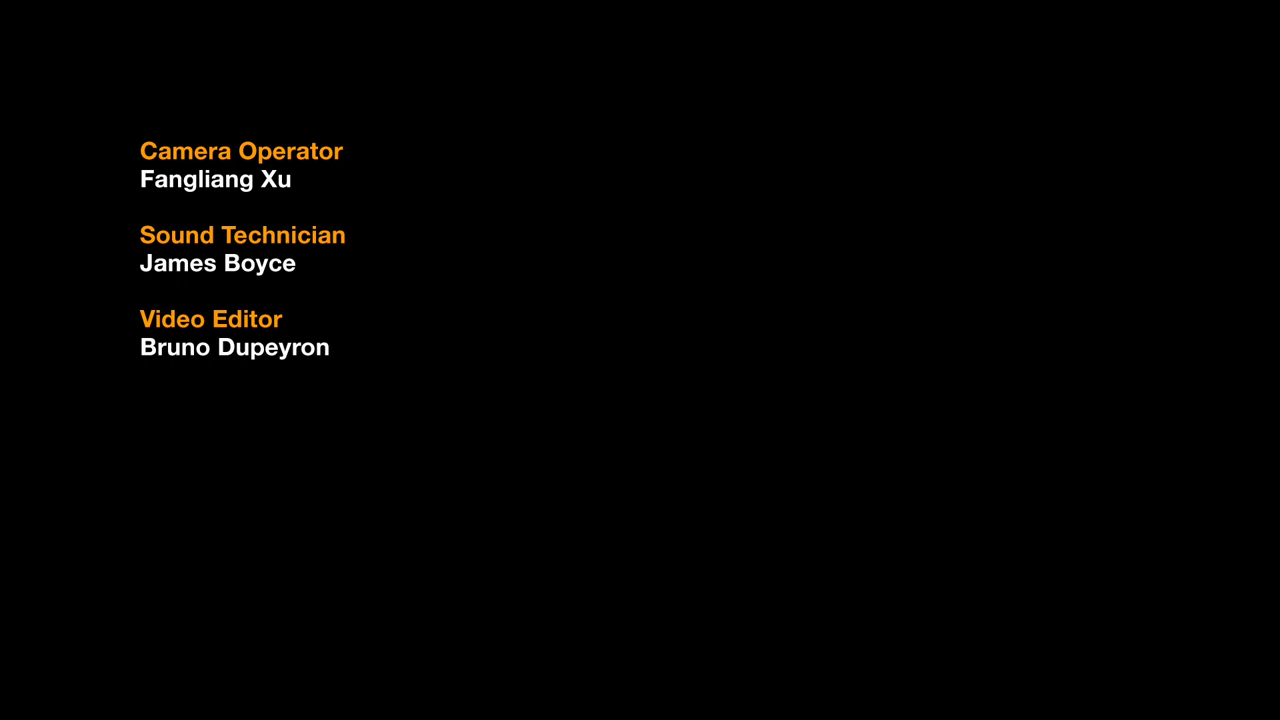 Camera Operator
Fangliang Xu
Sound Technician
James Boyce
Video Editor
Bruno Dupeyron